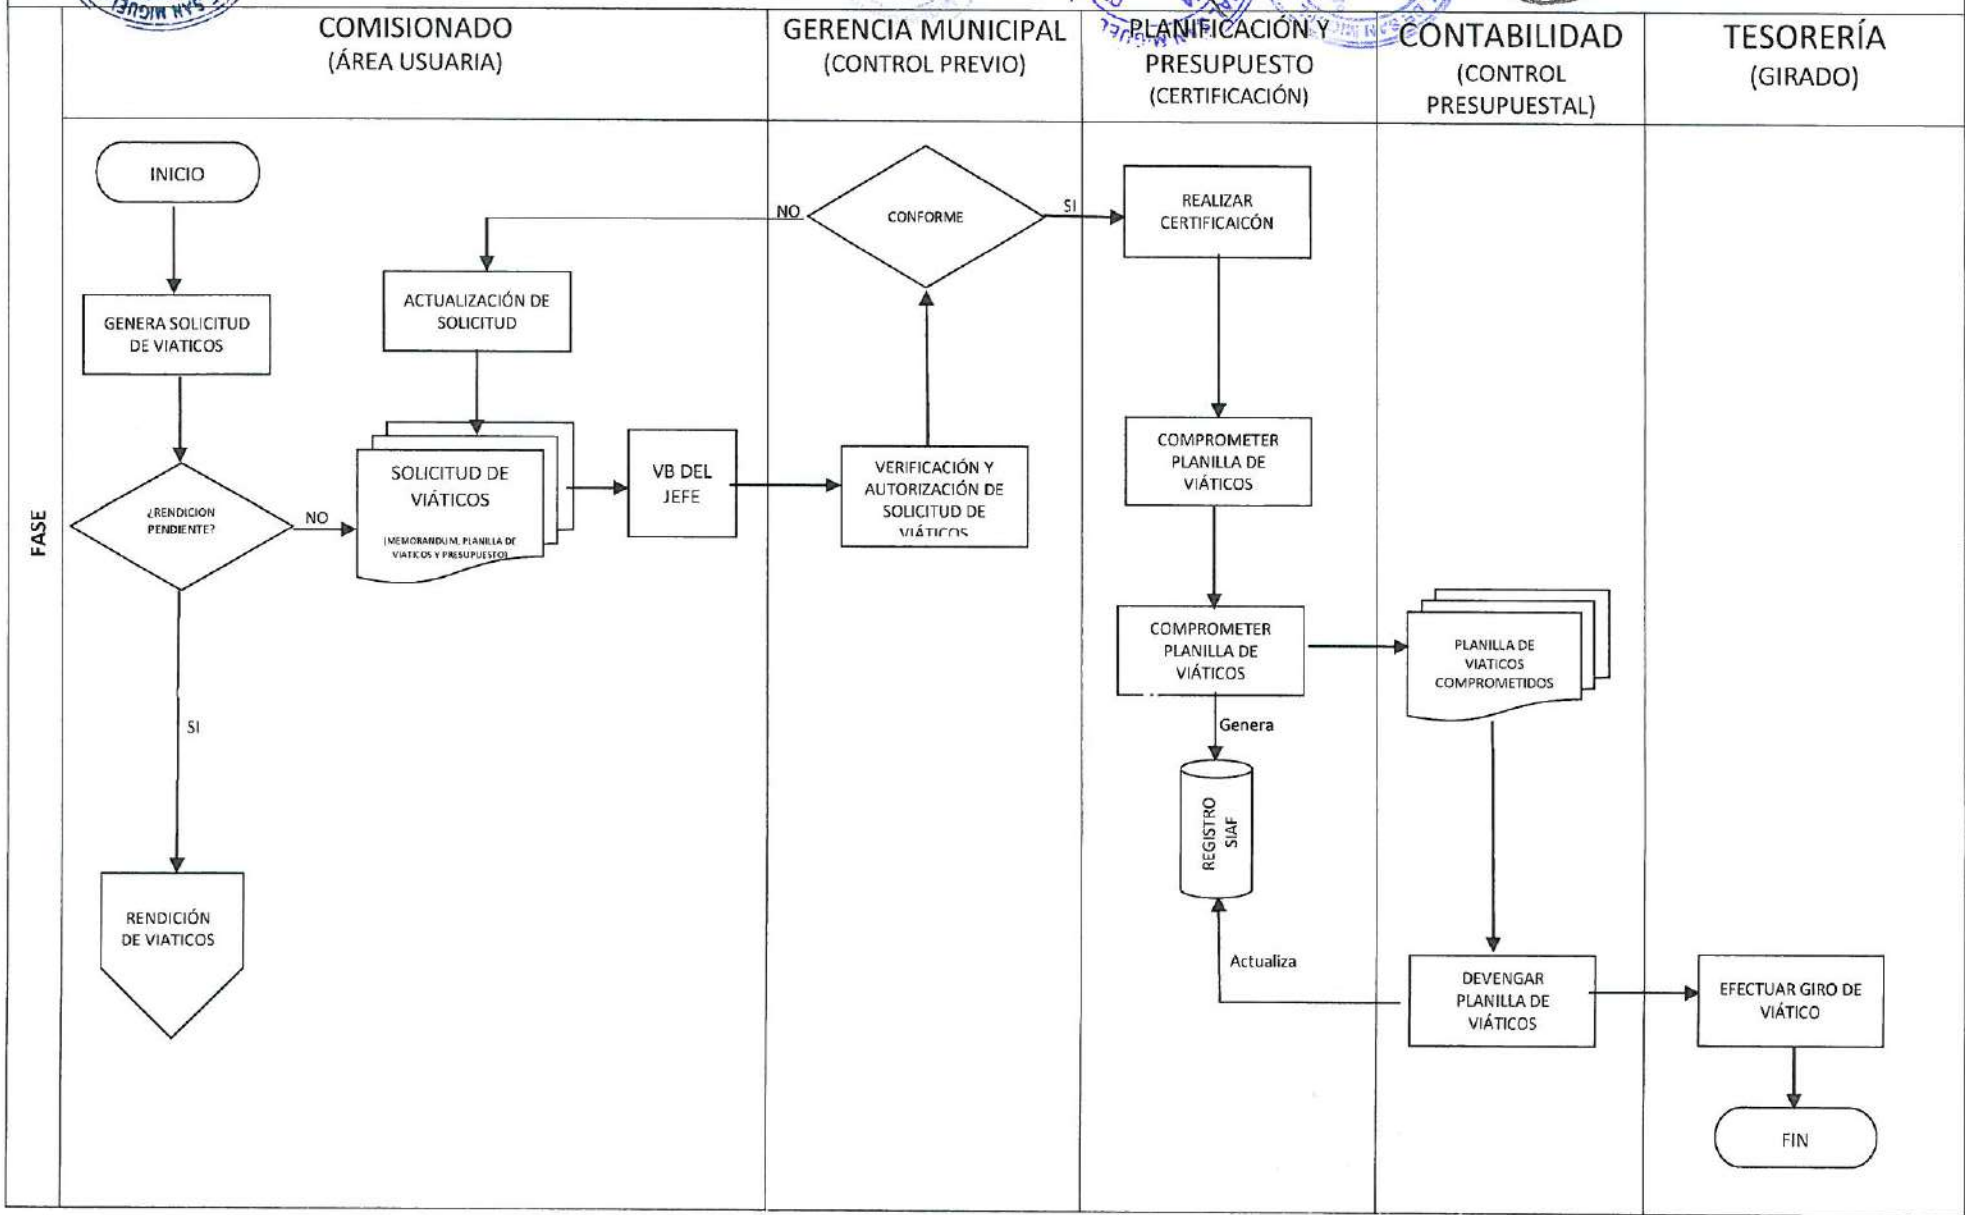 SAN MIGUEL
COMISIONADO
(ÁREA USUARIA)
GERENCIA MUNICIPAL
(CONTROL PREVIO)
PLANIFICACIÓN Y
PRESUPUESTO
(CERTIFICACIÓN)
CONTABILIDAD
(CONTROL
PRESUPUESTAL)
TESORERÍA
(GIRADO)
FASE
INICIO
GENERA SOLICITUD
DE VIATICOS
¿RENDICION
PENDIENTE?
NO
SI
RENDICIÓN
DE VIATICOS
ACTUALIZACIÓN DE
SOLICITUD
SOLICITUD DE
VIÁTICOS
(MEMORANDUM, PLANILLA DE
VIATICOS Y PRESUPUESTO)
VB DEL
JEFE
VERIFICACIÓN Y
AUTORIZACIÓN DE
SOLICITUD DE
VIÁTICOS
CONFORME
NO
SI
REALIZAR
CERTIFICAICÓN
COMPROMETER
PLANILLA DE
VIÁTICOS
COMPROMETER
PLANILLA DE
VIÁTICOS
Genera
REGISTRO
SIAF
Actualiza
PLANILLA DE
VIATICOS
COMPROMETIDOS
DEVENGAR
PLANILLA DE
VIÁTICOS
EFECTUAR GIRO DE
VIÁTICO
FIN